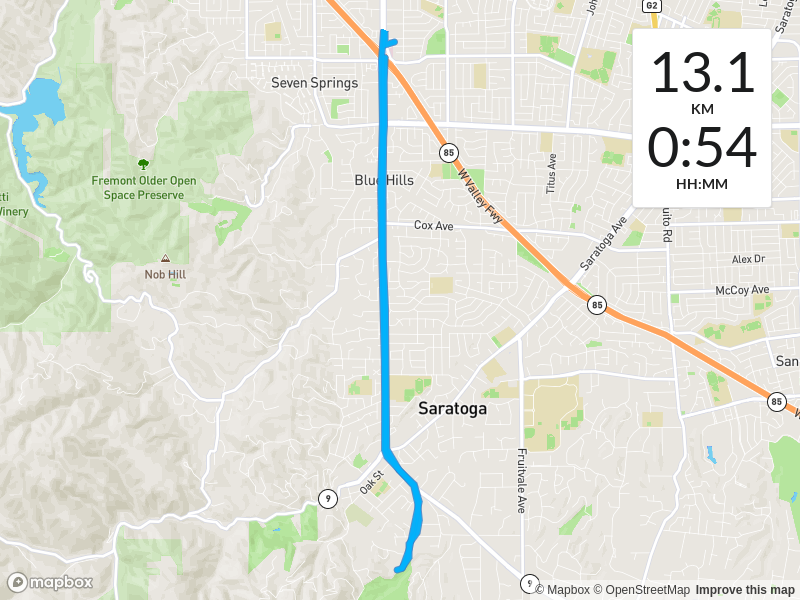 G2
Seven Springs
13.1
KM
0:54
HH:MM
85
W Valley Fwy
Titus Ave
Fremont Older Open
Space Preserve
Blue Hills
Winery
Cox Ave
Saratoga Ave
Nob Hill
Alex Dr
McCoy Ave
85
San
85
Saratoga
Oak St
Fruitvale Ave
9
9
mapbox
© Mapbox © OpenStreetMap Improve this map